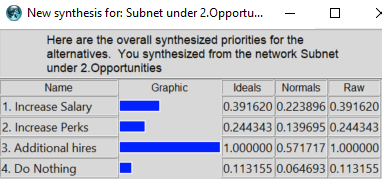 New synthesis for: Subnet under 2.Opportu...
Here are the overall synthesized priorities for the
alternatives. You synthesized from the network Subnet
under 2.Opportunities
Name Graphic Ideals Normals Raw
1. Increase Salary 0.391620 0.223896 0.391620
2. Increase Perks 0.244343 0.139695 0.244343
3. Additional hires 1.000000 0.571717 1.000000
4. Do Nothing 0.113155 0.064693 0.113155